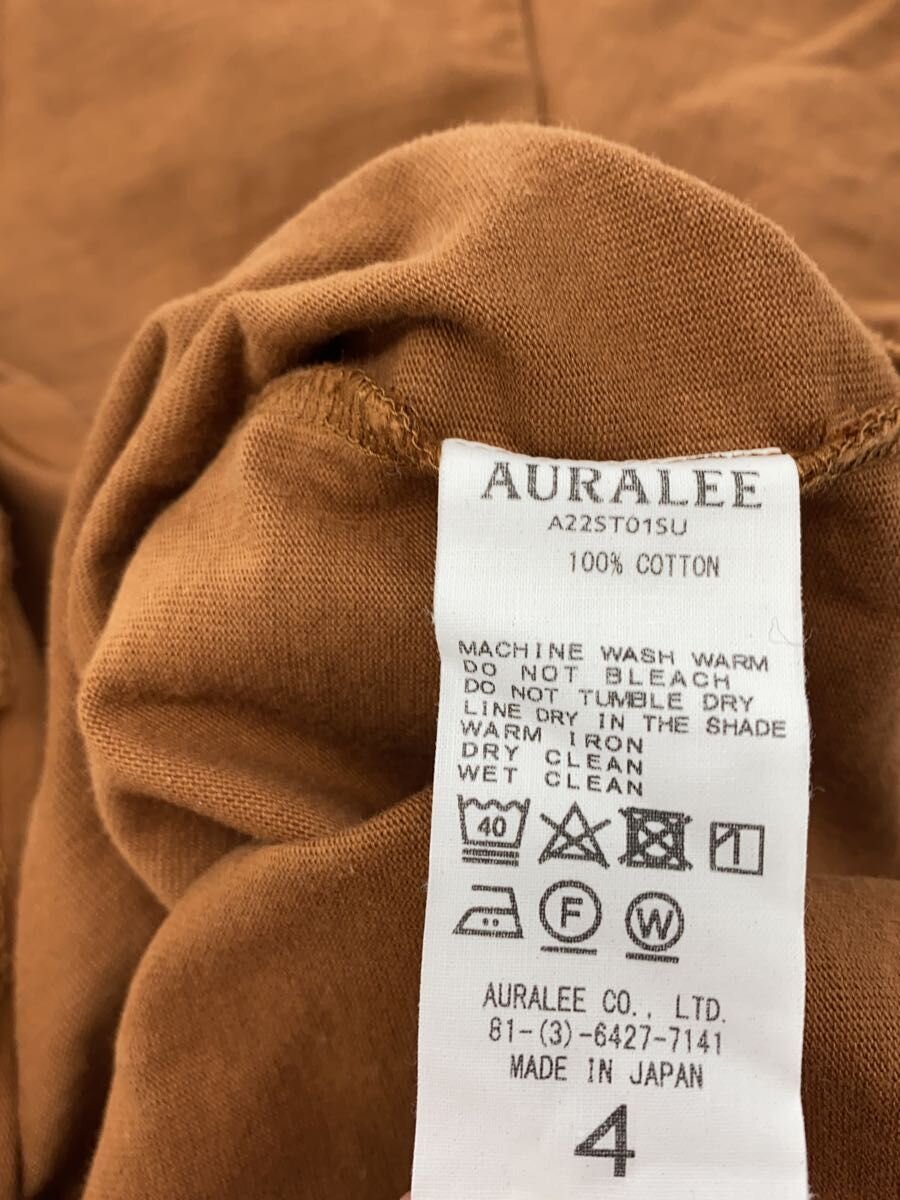 AURALEE
A22ST01SU
100% COTTON
MACHINE WASH WARM
DO NOT BLEACH
DO NOT TUMBLE DRY
LINE DRY IN THE SHADE
WARM IRON
DRY CLEAN
WET CLEAN
40
F W
AURALEE CO., LTD.
81-(3)-6427-7141
MADE IN JAPAN
4